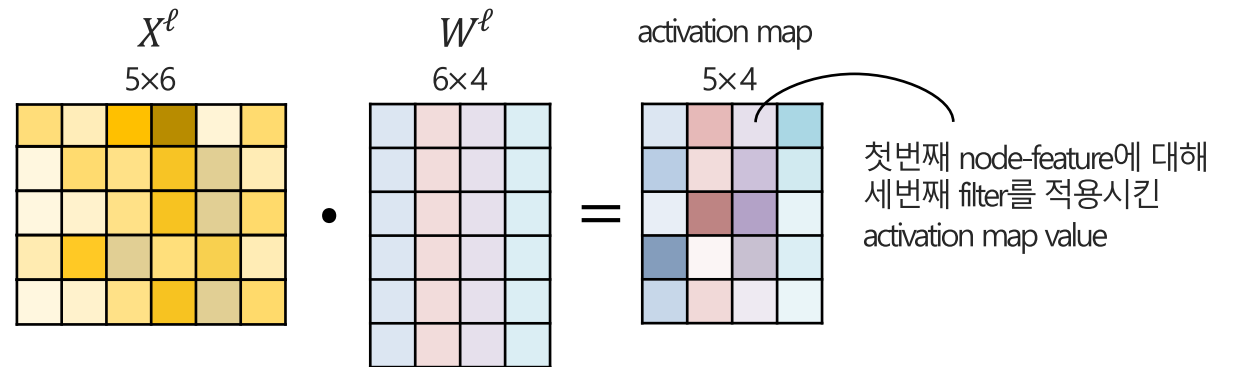 X^ℓ
5×6
·
W^ℓ
6×4
=
activation map
5×4
첫번째 node-feature에 대해
세번째 filter를 적용시킨
activation map value